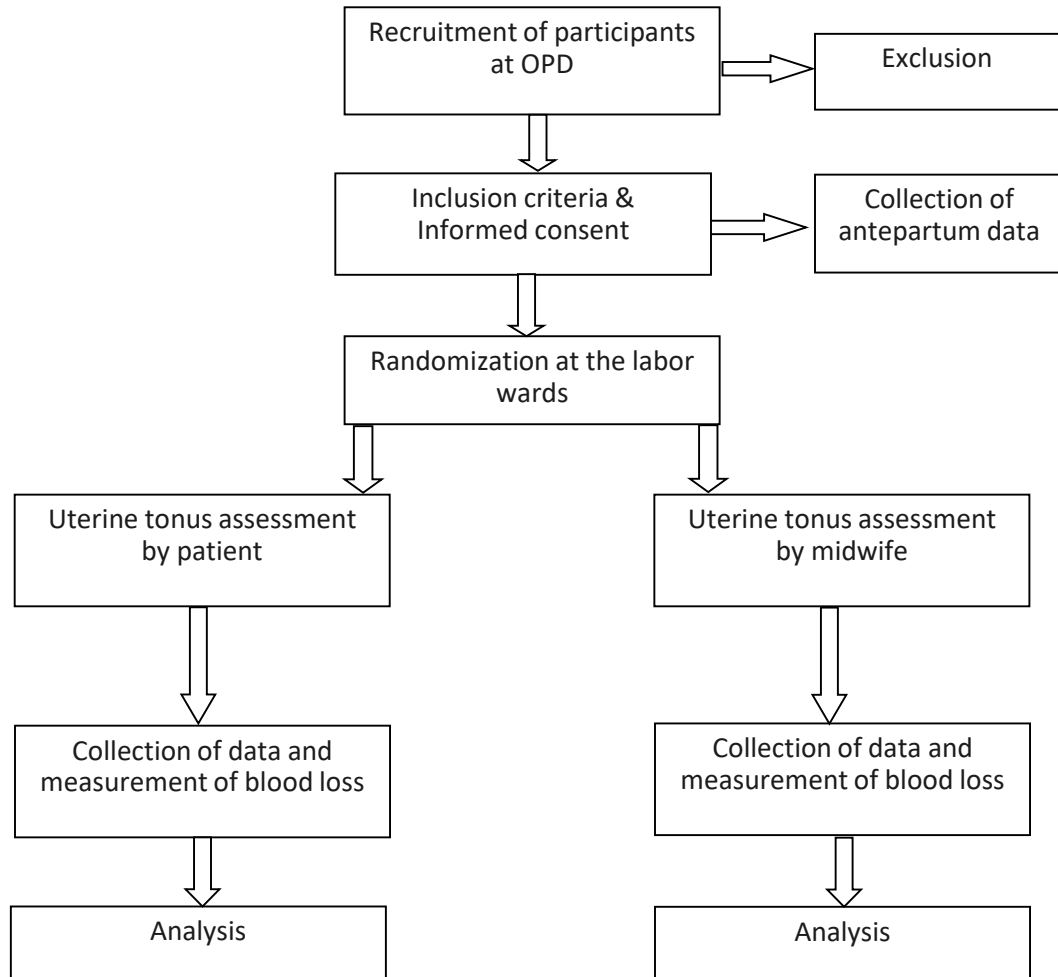 Recruitment of participants
at OPD
Exclusion
Inclusion criteria &
Informed consent
Collection of
antepartum data
Randomization at the labor
wards
Uterine tonus assessment
by patient
Uterine tonus assessment
by midwife
Collection of data and
measurement of blood loss
Collection of data and
measurement of blood loss
Analysis
Analysis